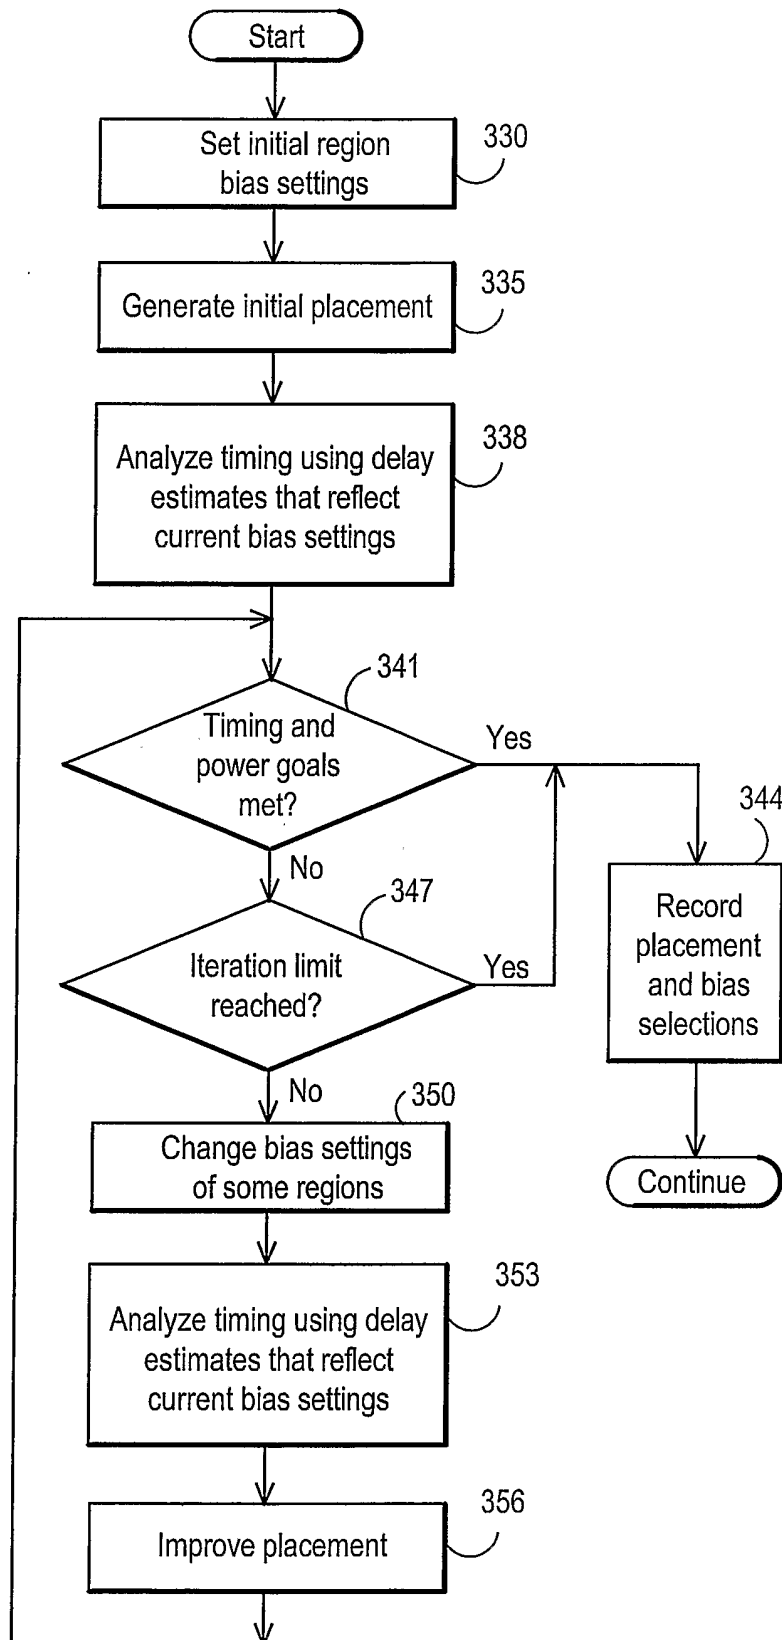 Start
Set initial region
bias settings
330
Generate initial placement
335
Analyze timing using delay
estimates that reflect
current bias settings
338
341
Timing and
power goals
met?
Yes
No
344
Record
placement
and bias
selections
Continue
347
Iteration limit
reached?
Yes
No
350
Change bias settings
of some regions
353
Analyze timing using delay
estimates that reflect
current bias settings
356
Improve placement